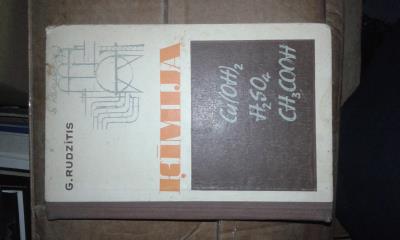 G. RUDZĪTIS
ĶĪMIJA
Cu(OH)₂
H₂SO₄
CH₃COOH